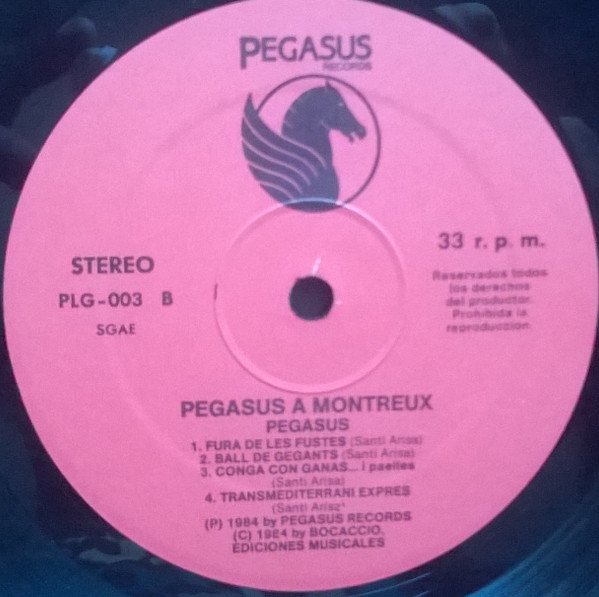 PEGASUS
RECORDS
STEREO
PLG-003 B
SGAE
33 r. p. m.
Reservados todos
los derechos
del productor.
Prohibida la
reproducción.
PEGASUS A MONTREUX
PEGASUS
1. FURA DE LES FUSTES (Santi Arisa)
2. BALL DE GEGANTS (Santi Arisa)
3. CONGA CON GANAS... i paelles
(Santi Arisa)
4. TRANSMEDITERRANI EXPRES
(Santi Arisa)
(P) 1984 by PEGASUS RECORDS
(C) 1984 by BOCACCIO,
EDICIONES MUSICALES